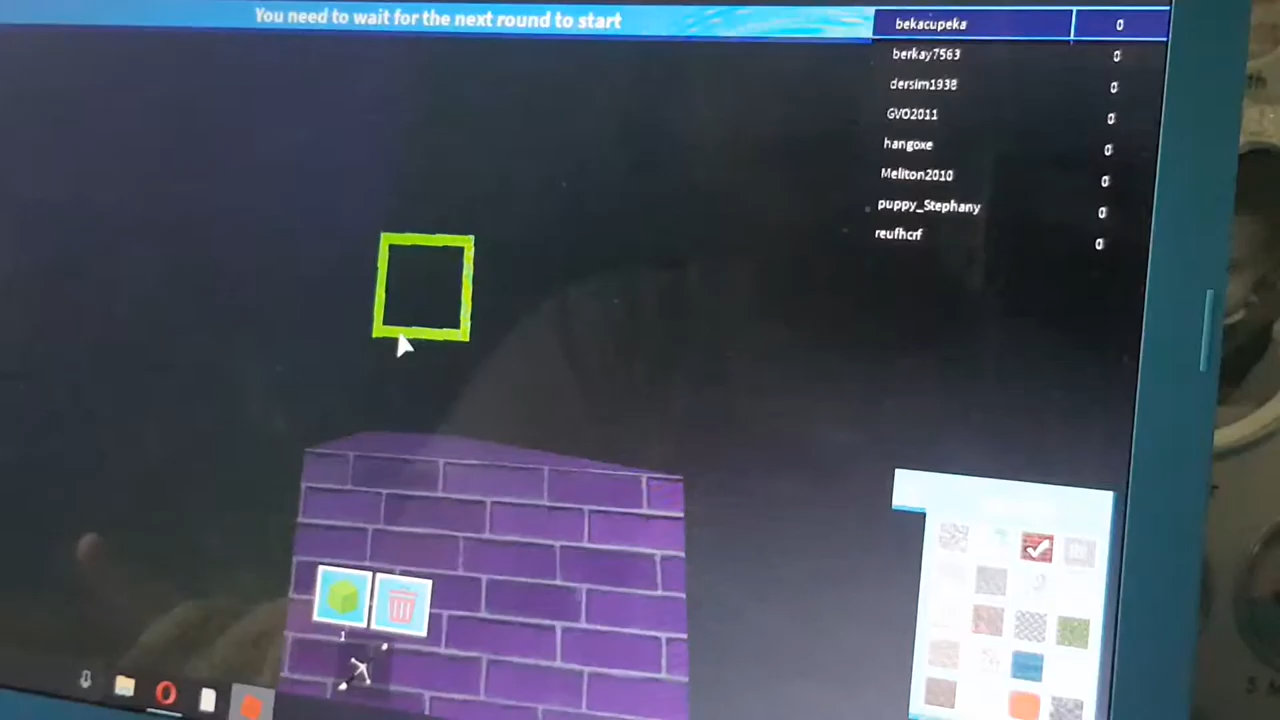 You need to wait for the next round to start
bekacupeka 0
berkay7563 0
dersim1938 0
GVO2011 0
hangoxe 0
Meliton2010 0
puppy_Stephany 0
reufhcrf 0
1